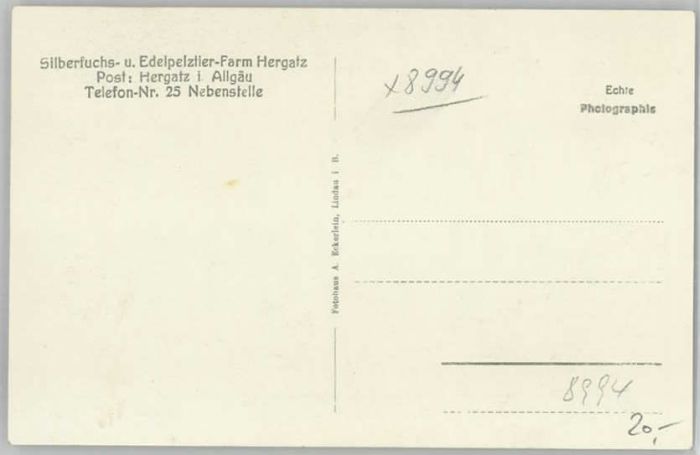 Silberfuchs- u. Edelpelztier-Farm Hergatz
Post: Hergatz i. Allgäu
Telefon-Nr. 25 Nebenstelle
x8994
Echte
Photographie
Fotohaus A. Eckerlein, Lindau i B.
8994
20,-